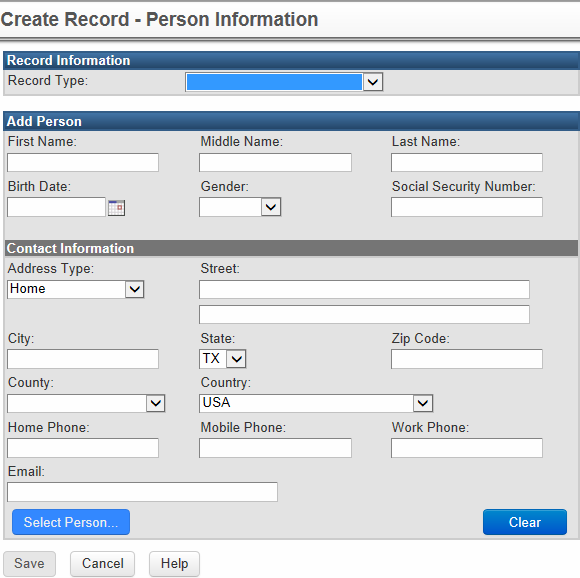 Create Record - Person Information
Record Information
Record Type:
Add Person
First Name: Middle Name: Last Name:
Birth Date: Gender: Social Security Number:
Contact Information
Address Type: Street:
Home
City: State: Zip Code:
TX
County: Country:
USA
Home Phone: Mobile Phone: Work Phone:
Email:
Select Person... Clear
Save Cancel Help